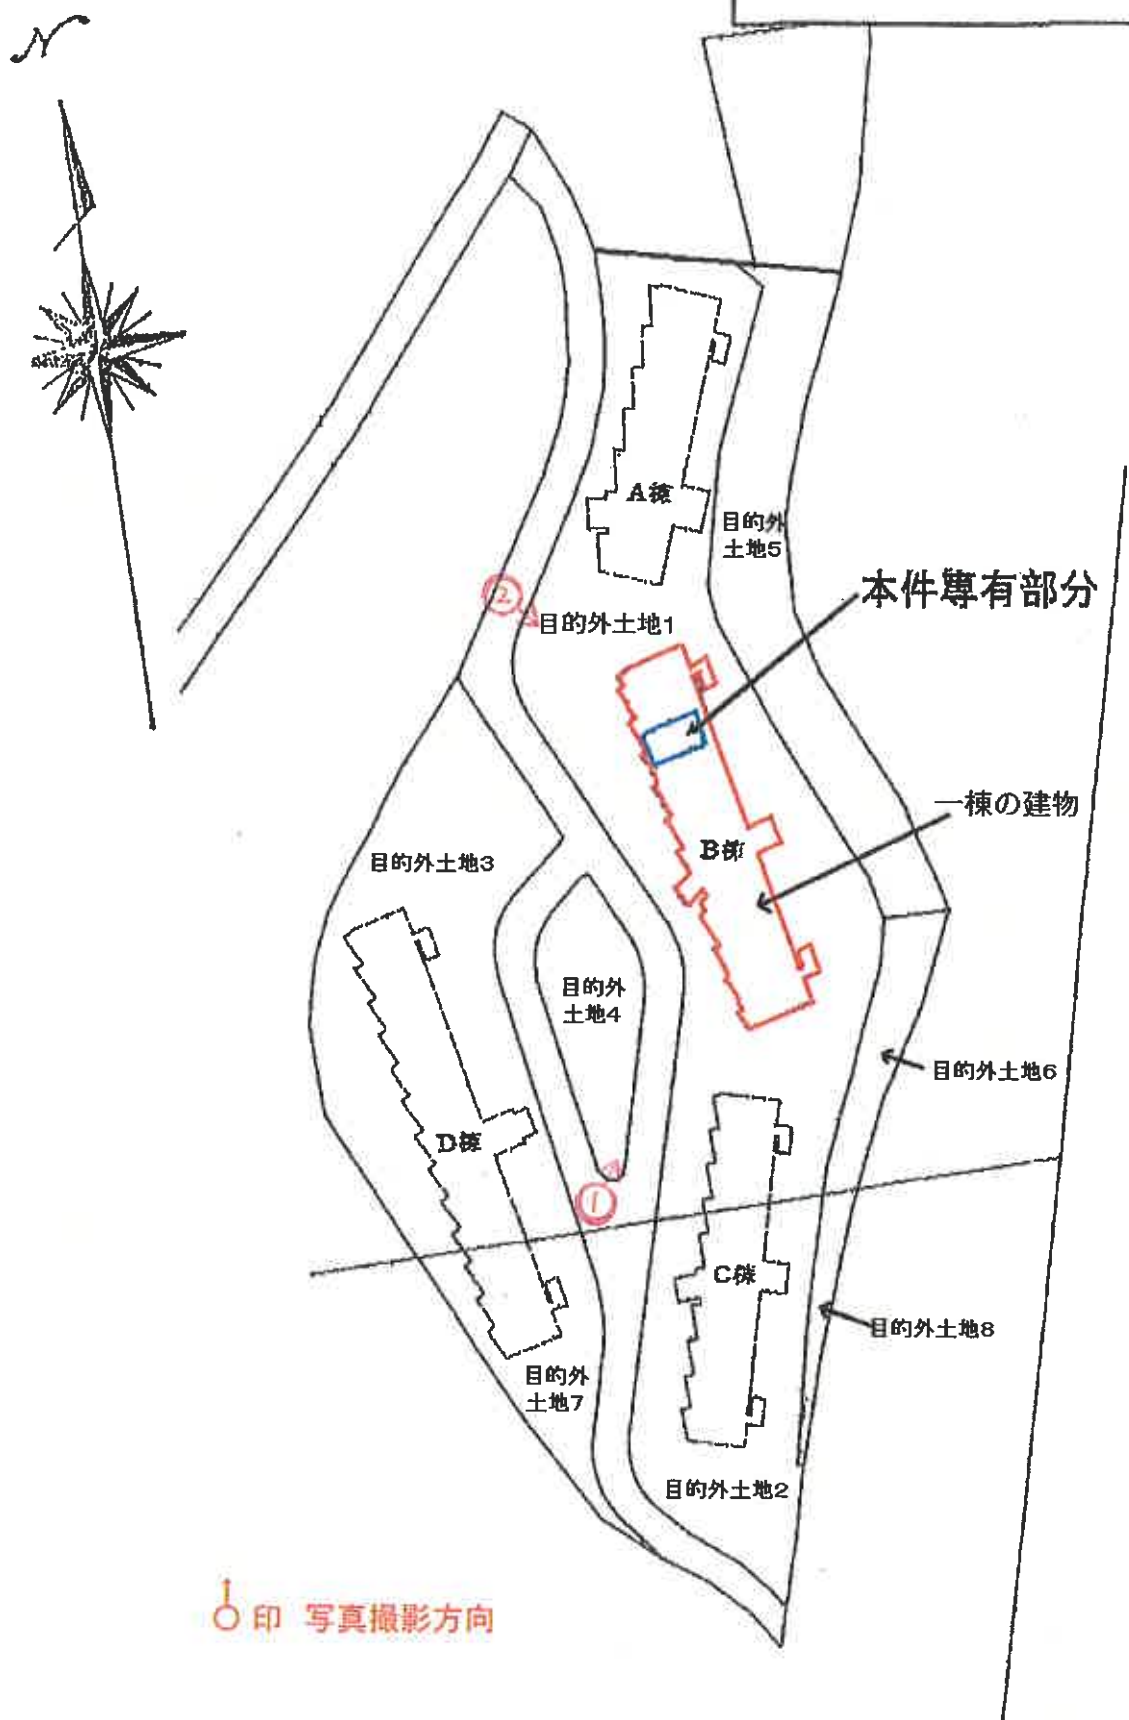 N
A棟
目的外
土地5
本件専有部分
②
目的外土地1
一棟の建物
B棟
目的外土地3
目的外
土地4
目的外土地6
D棟
①
C棟
目的外土地8
目的外
土地7
目的外土地2
印 写真撮影方向